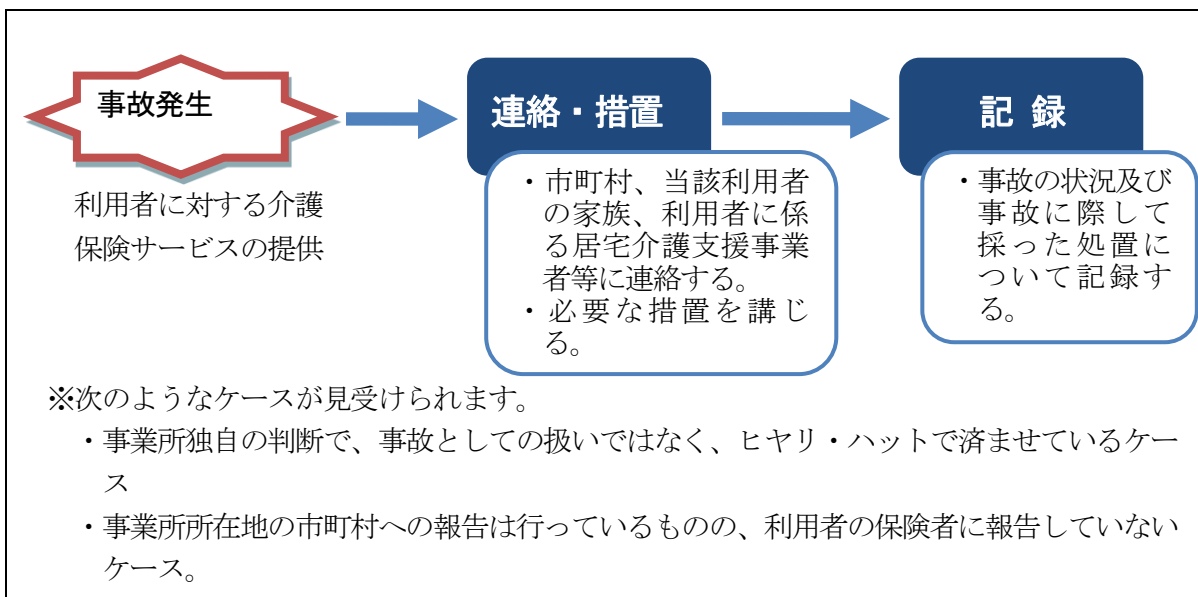 事故発生
利用者に対する介護
保険サービスの提供
連絡・措置
・市町村、当該利用者
の家族、利用者に係
る居宅介護支援事業
者等に連絡する。
・必要な措置を講じ
る。
記 録
・事故の状況及び
事故に際して
採った処置に
ついて記録す
る。
※次のようなケースが見受けられます。
・事業所独自の判断で、事故としての扱いではなく、ヒヤリ・ハットで済ませているケー
ス
・事業所所在地の市町村への報告は行っているものの、利用者の保険者に報告していない
ケース。